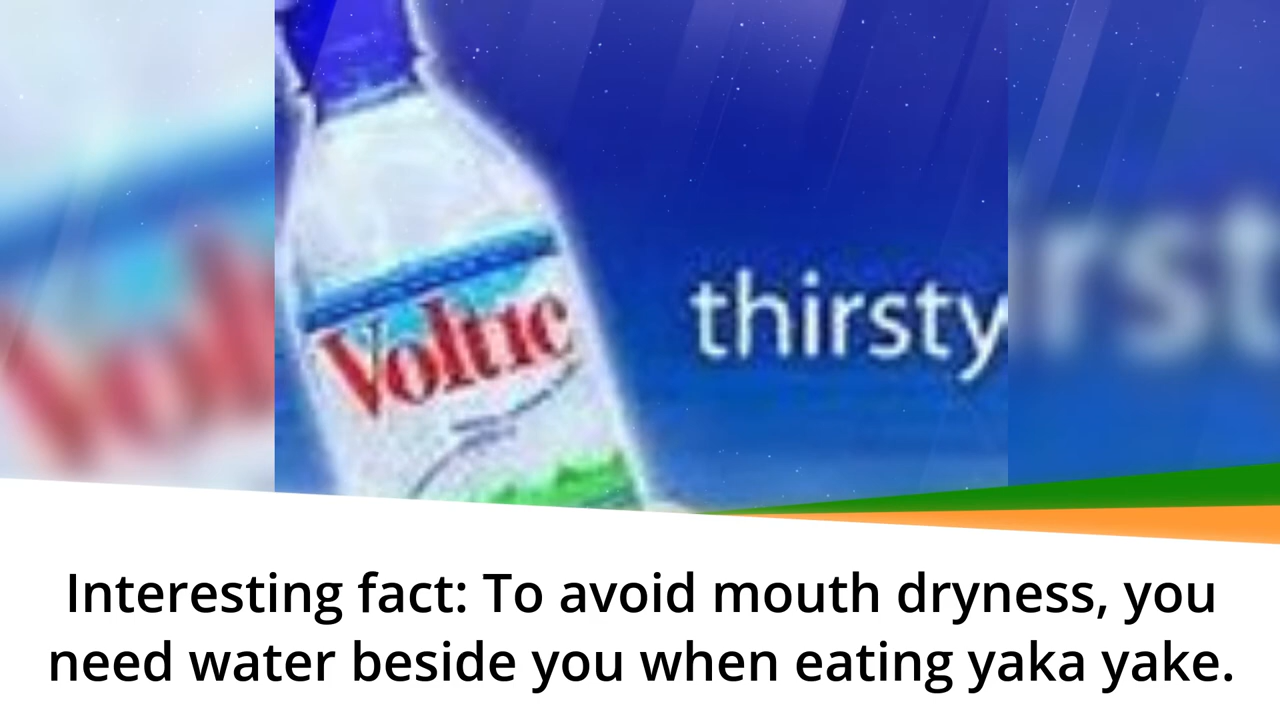 Voltic
thirsty
Interesting fact: To avoid mouth dryness, you
need water beside you when eating yaka yake.